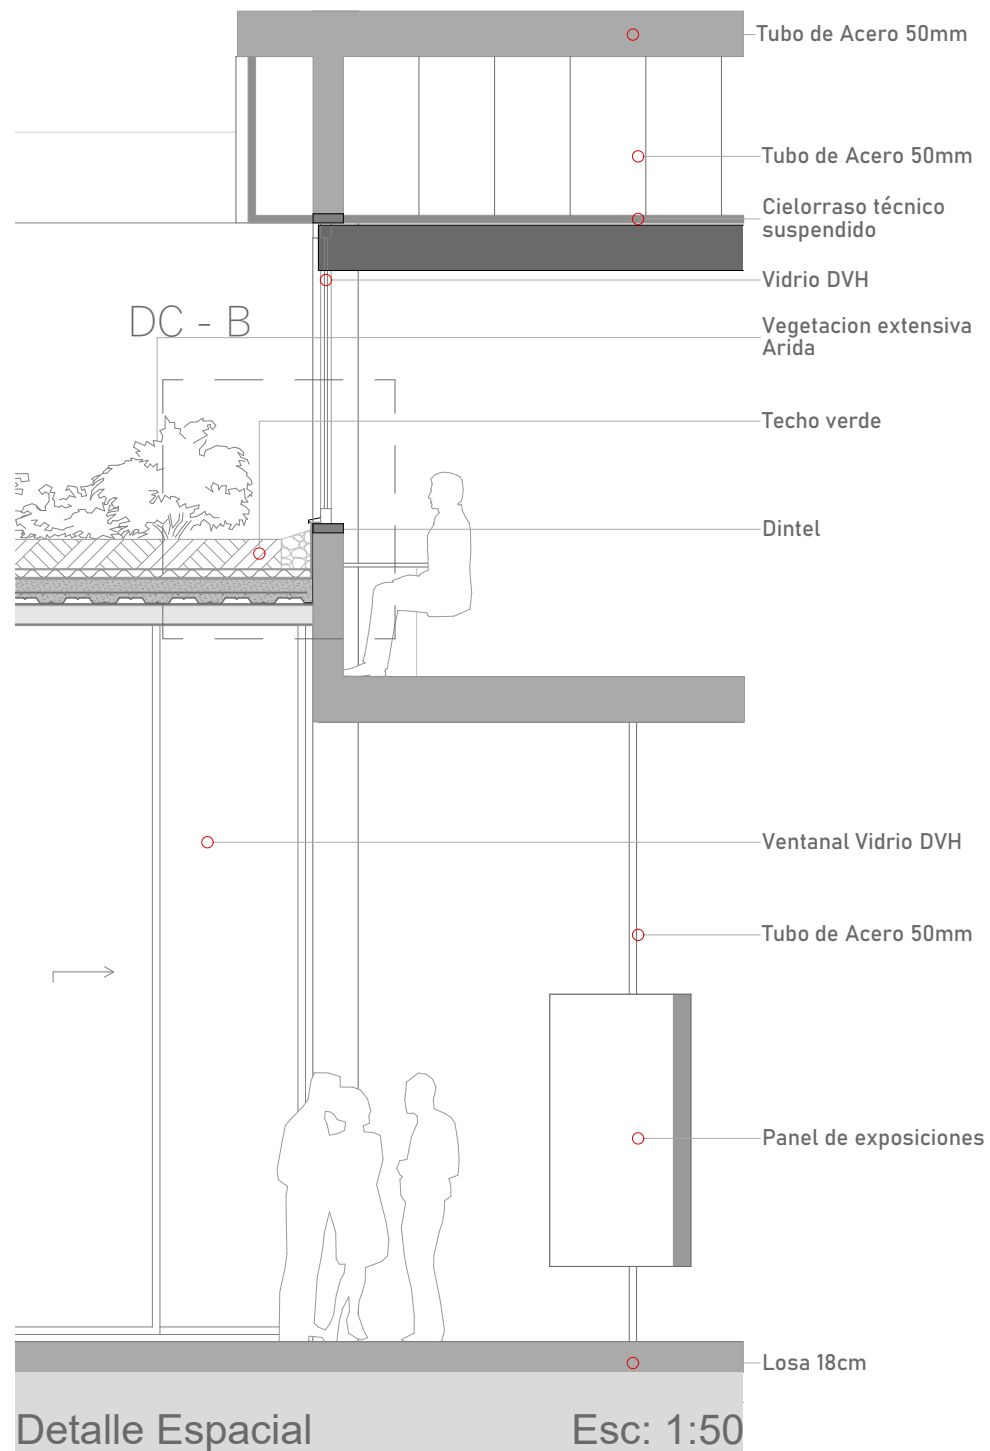 Tubo de Acero 50mm
Tubo de Acero 50mm
Cielorraso técnico
suspendido
Vidrio DVH
DC - B
Vegetacion extensiva
Arida
Techo verde
Dintel
Ventanal Vidrio DVH
Tubo de Acero 50mm
Panel de exposiciones
Losa 18cm
Detalle Espacial
Esc: 1:50